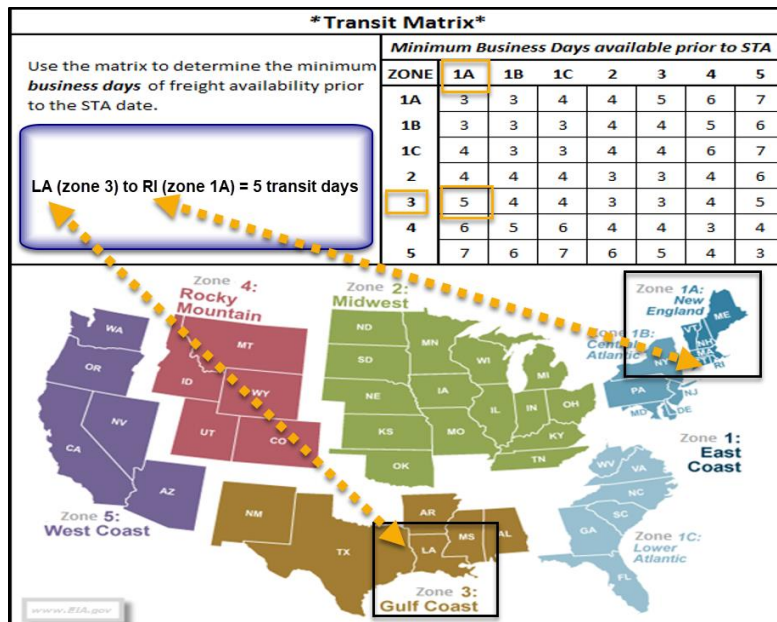 *Transit Matrix*
Use the matrix to determine the minimum
business days of freight availability prior
to the STA date.
LA (zone 3) to RI (zone 1A) = 5 transit days
Minimum Business Days available prior to STA
ZONE 1A 1B 1C 2 3 4 5
1A 3 3 4 4 5 6 7
1B 3 3 3 4 4 5 6
1C 4 3 3 4 4 6 7
2 4 4 4 3 3 4 6
3 5 4 4 3 3 4 5
4 6 5 6 4 4 3 4
5 7 6 7 6 5 4 3
Zone 4:
Rocky
Mountain
Zone 2:
Midwest
Zone 1A:
New
England
Zone 1B:
Central
Atlantic
Zone 1:
East
Coast
Zone 1C:
Lower
Atlantic
Zone 5:
West Coast
Zone 3:
Gulf Coast
WA
OR
CA
NV
AZ
MT
ID
WY
UT
CO
ND
SD
NE
KS
OK
MN
IA
MO
WI
IL
MI
IN
OH
KY
TN
NM
TX
AR
LA
MS
AL
ME
VT
NH
MA
RI
NY
PA
NJ
MD
DE
WV
VA
NC
SC
GA
FL
www.EIA.gov